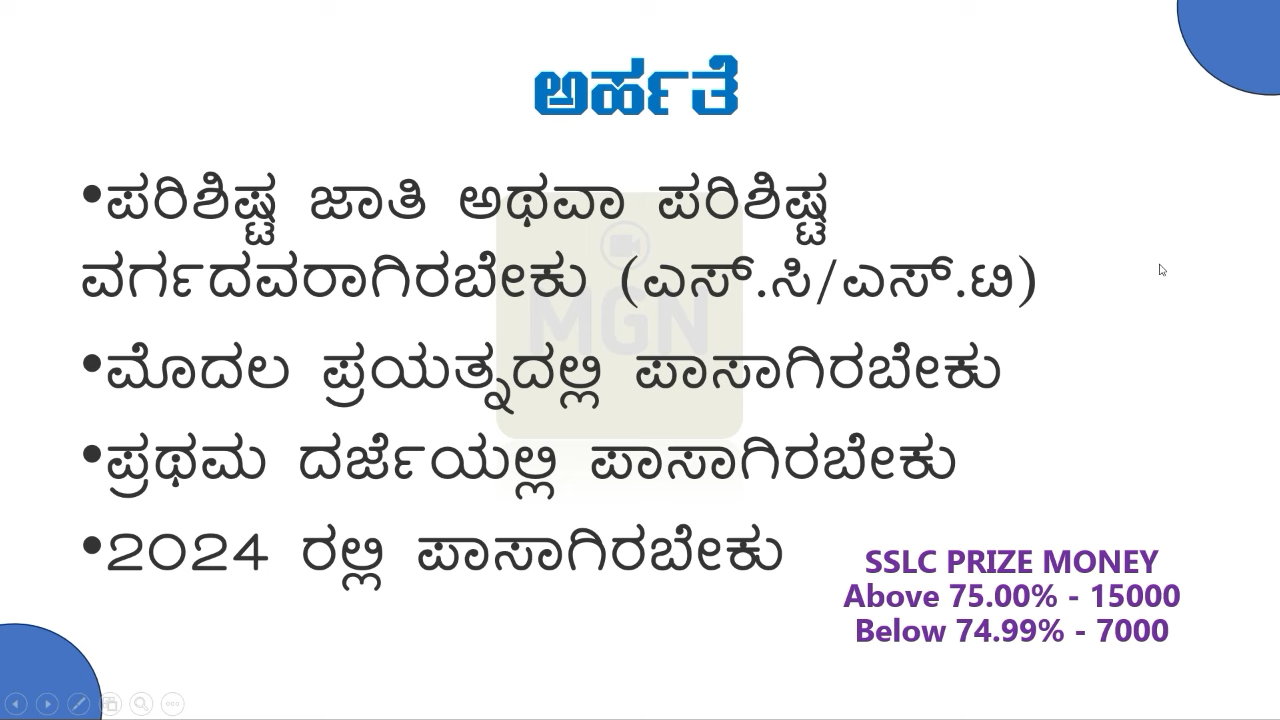 ಅರ್ಹತೆ
•ಪರಿಶಿಷ್ಟ ಜಾತಿ ಅಥವಾ ಪರಿಶಿಷ್ಟ
ವರ್ಗದವರಾಗಿರಬೇಕು (ಎಸ್.ಸಿ/ಎಸ್.ಟಿ)
MGN
•ಮೊದಲ ಪ್ರಯತ್ನದಲ್ಲಿ ಪಾಸಾಗಿರಬೇಕು
•ಪ್ರಥಮ ದರ್ಜೆಯಲ್ಲಿ ಪಾಸಾಗಿರಬೇಕು
•2024 ರಲ್ಲಿ ಪಾಸಾಗಿರಬೇಕು
SSLC PRIZE MONEY
Above 75.00% - 15000
Below 74.99% - 7000